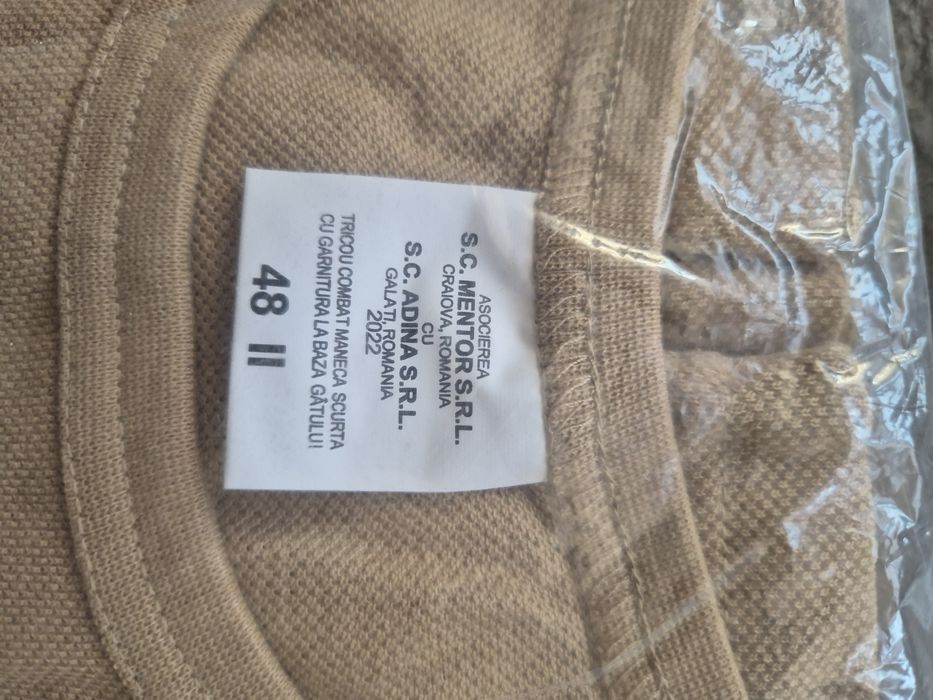 ASOCIEREA
S.C. MENTOR S.R.L.
CRAIOVA, ROMANIA
CU
S.C. ADINA S.R.L.
GALATI, ROMANIA
2022
TRICOU COMBAT MANECA SCURTA
CU GARNITURA LA BAZA GÂTULUI
48 II